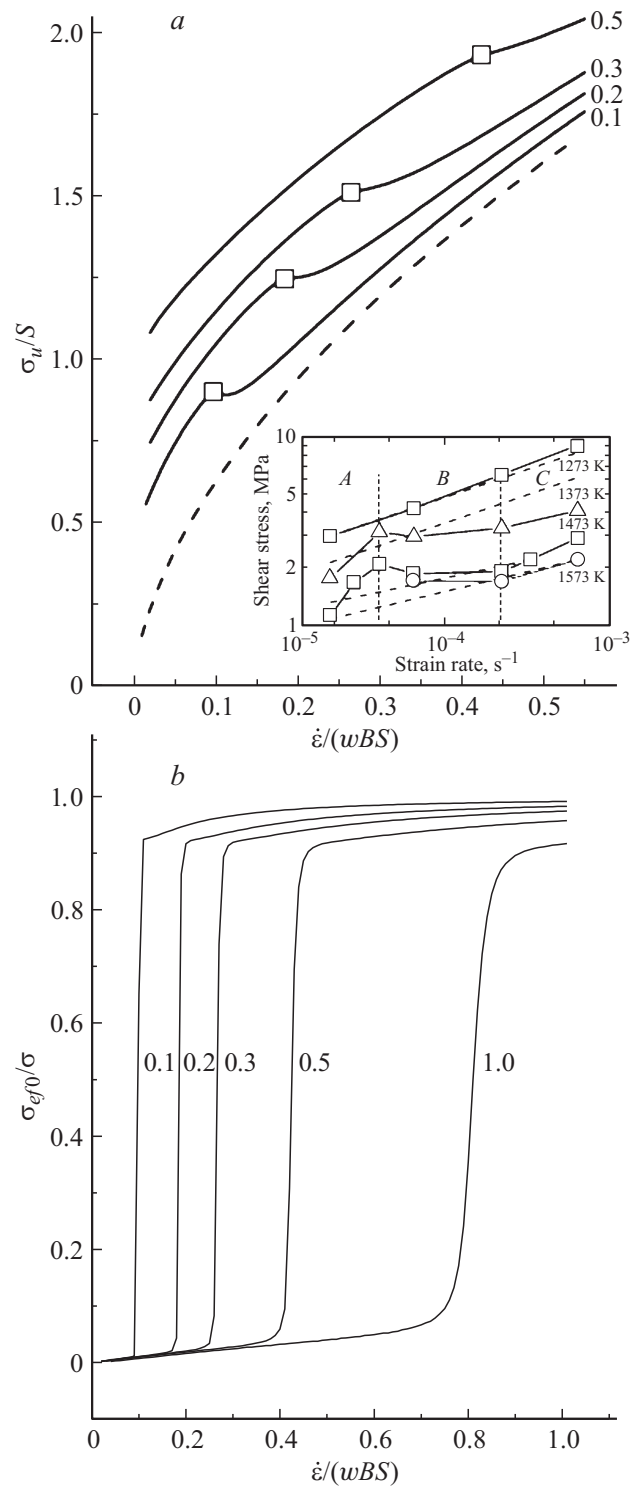 a
2.0
1.5
1.0
0.5
0
σ_u/S
0.5
0.3
0.2
0.1
10
5
2
1
Shear stress, MPa
A
B
C
1273 K
1373 K
1473 K
1573 K
10⁻⁵
10⁻⁴
10⁻³
Strain rate, s⁻¹
0
0.1
0.2
0.3
0.4
0.5
ε̇/(wBS)
b
1.0
0.8
0.6
0.4
0.2
0
σ_ef0/σ
0.1
0.2
0.3
0.5
1.0
0
0.2
0.4
0.6
0.8
1.0
ε̇/(wBS)